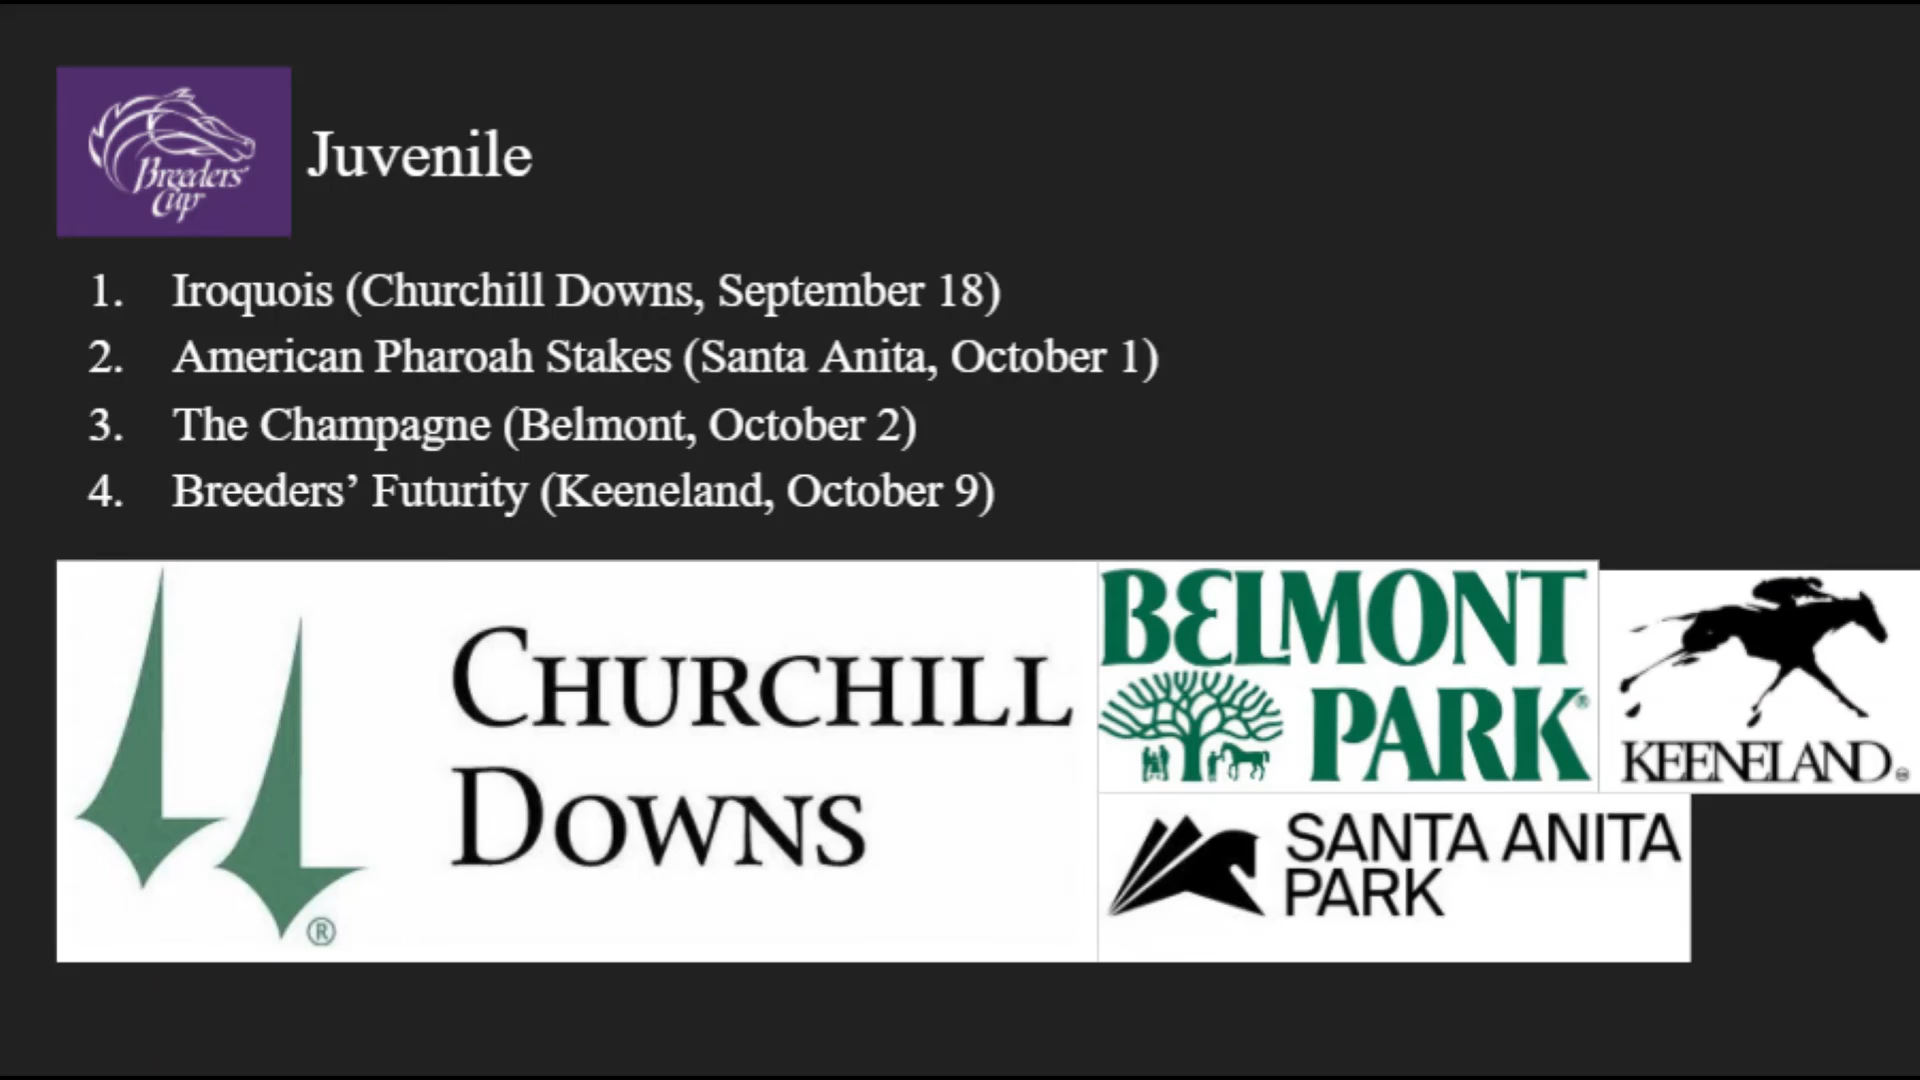 Breeders'
Cup
Juvenile
1. Iroquois (Churchill Downs, September 18)
2. American Pharoah Stakes (Santa Anita, October 1)
3. The Champagne (Belmont, October 2)
4. Breeders’ Futurity (Keeneland, October 9)
CHURCHILL
DOWNS
®
BELMONT
PARK®
KEENELAND
SANTA ANITA
PARK